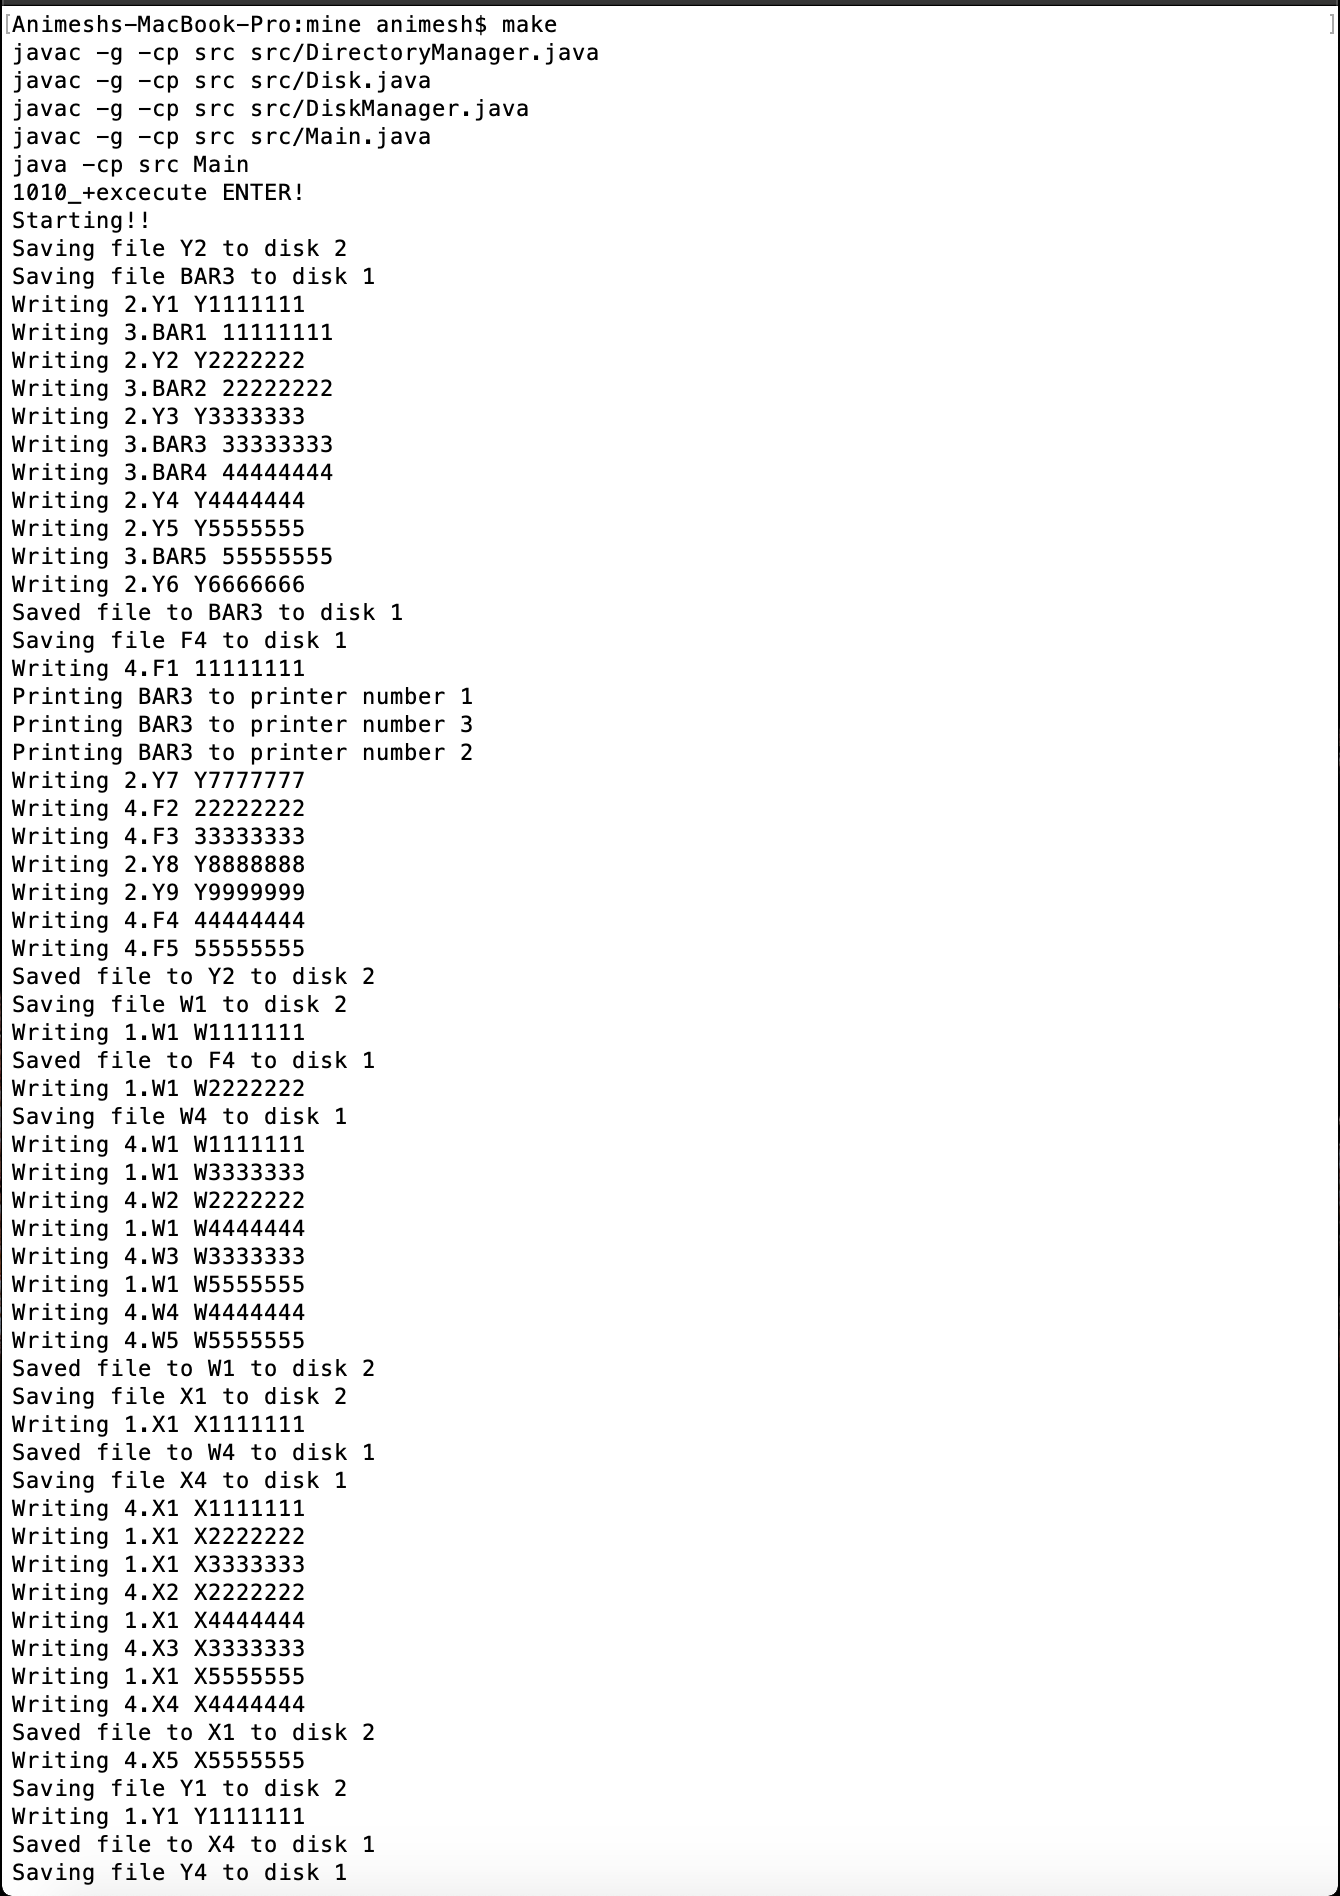 [Animeshs-MacBook-Pro:mine animesh$ make ]
javac -g -cp src src/DirectoryManager.java
javac -g -cp src src/Disk.java
javac -g -cp src src/DiskManager.java
javac -g -cp src src/Main.java
java -cp src Main
1010_+excecute ENTER!
Starting!!
Saving file Y2 to disk 2
Saving file BAR3 to disk 1
Writing 2.Y1 Y1111111
Writing 3.BAR1 11111111
Writing 2.Y2 Y2222222
Writing 3.BAR2 22222222
Writing 2.Y3 Y3333333
Writing 3.BAR3 33333333
Writing 3.BAR4 44444444
Writing 2.Y4 Y4444444
Writing 2.Y5 Y5555555
Writing 3.BAR5 55555555
Writing 2.Y6 Y6666666
Saved file to BAR3 to disk 1
Saving file F4 to disk 1
Writing 4.F1 11111111
Printing BAR3 to printer number 1
Printing BAR3 to printer number 3
Printing BAR3 to printer number 2
Writing 2.Y7 Y7777777
Writing 4.F2 22222222
Writing 4.F3 33333333
Writing 2.Y8 Y8888888
Writing 2.Y9 Y9999999
Writing 4.F4 44444444
Writing 4.F5 55555555
Saved file to Y2 to disk 2
Saving file W1 to disk 2
Writing 1.W1 W1111111
Saved file to F4 to disk 1
Writing 1.W1 W2222222
Saving file W4 to disk 1
Writing 4.W1 W1111111
Writing 1.W1 W3333333
Writing 4.W2 W2222222
Writing 1.W1 W4444444
Writing 4.W3 W3333333
Writing 1.W1 W5555555
Writing 4.W4 W4444444
Writing 4.W5 W5555555
Saved file to W1 to disk 2
Saving file X1 to disk 2
Writing 1.X1 X1111111
Saved file to W4 to disk 1
Saving file X4 to disk 1
Writing 4.X1 X1111111
Writing 1.X1 X2222222
Writing 1.X1 X3333333
Writing 4.X2 X2222222
Writing 1.X1 X4444444
Writing 4.X3 X3333333
Writing 1.X1 X5555555
Writing 4.X4 X4444444
Saved file to X1 to disk 2
Writing 4.X5 X5555555
Saving file Y1 to disk 2
Writing 1.Y1 Y1111111
Saved file to X4 to disk 1
Saving file Y4 to disk 1